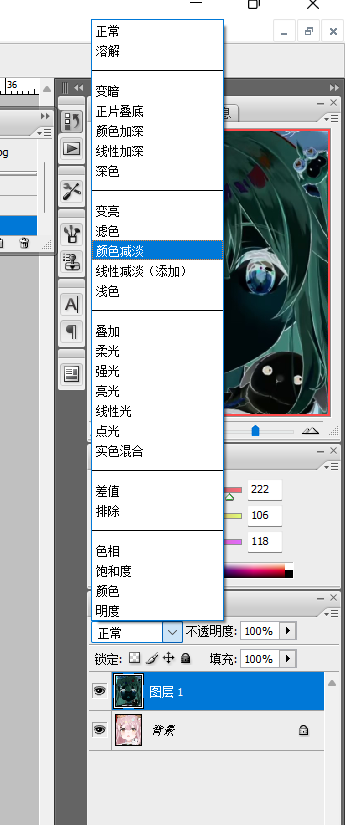 正常
溶解
36
变暗
正片叠底
颜色加深
线性加深
深色
变亮
滤色
颜色减淡
线性减淡（添加）
浅色
叠加
柔光
强光
亮光
线性光
点光
实色混合
差值
排除
色相
饱和度
颜色
明度
222
106
118
正常
不透明度: 100%
锁定:
填充: 100%
图层 1
背景